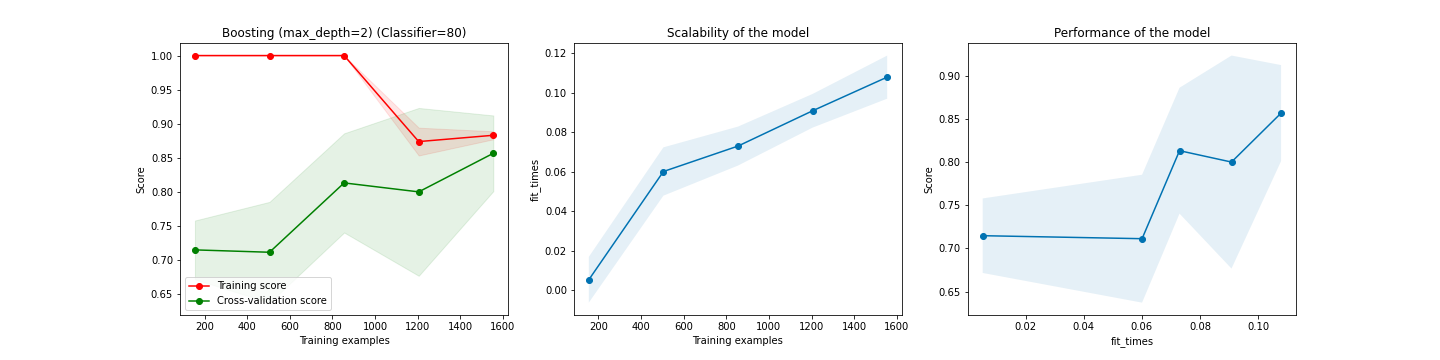 Boosting (max_depth=2) (Classifier=80)
1.00
0.95
0.90
0.85
0.80
0.75
0.70
0.65
Score
Training score
Cross-validation score
200 400 600 800 1000 1200 1400 1600
Training examples
Scalability of the model
0.12
0.10
0.08
0.06
0.04
0.02
0.00
fit_times
200 400 600 800 1000 1200 1400 1600
Training examples
Performance of the model
0.90
0.85
0.80
0.75
0.70
0.65
Score
0.02 0.04 0.06 0.08 0.10
fit_times